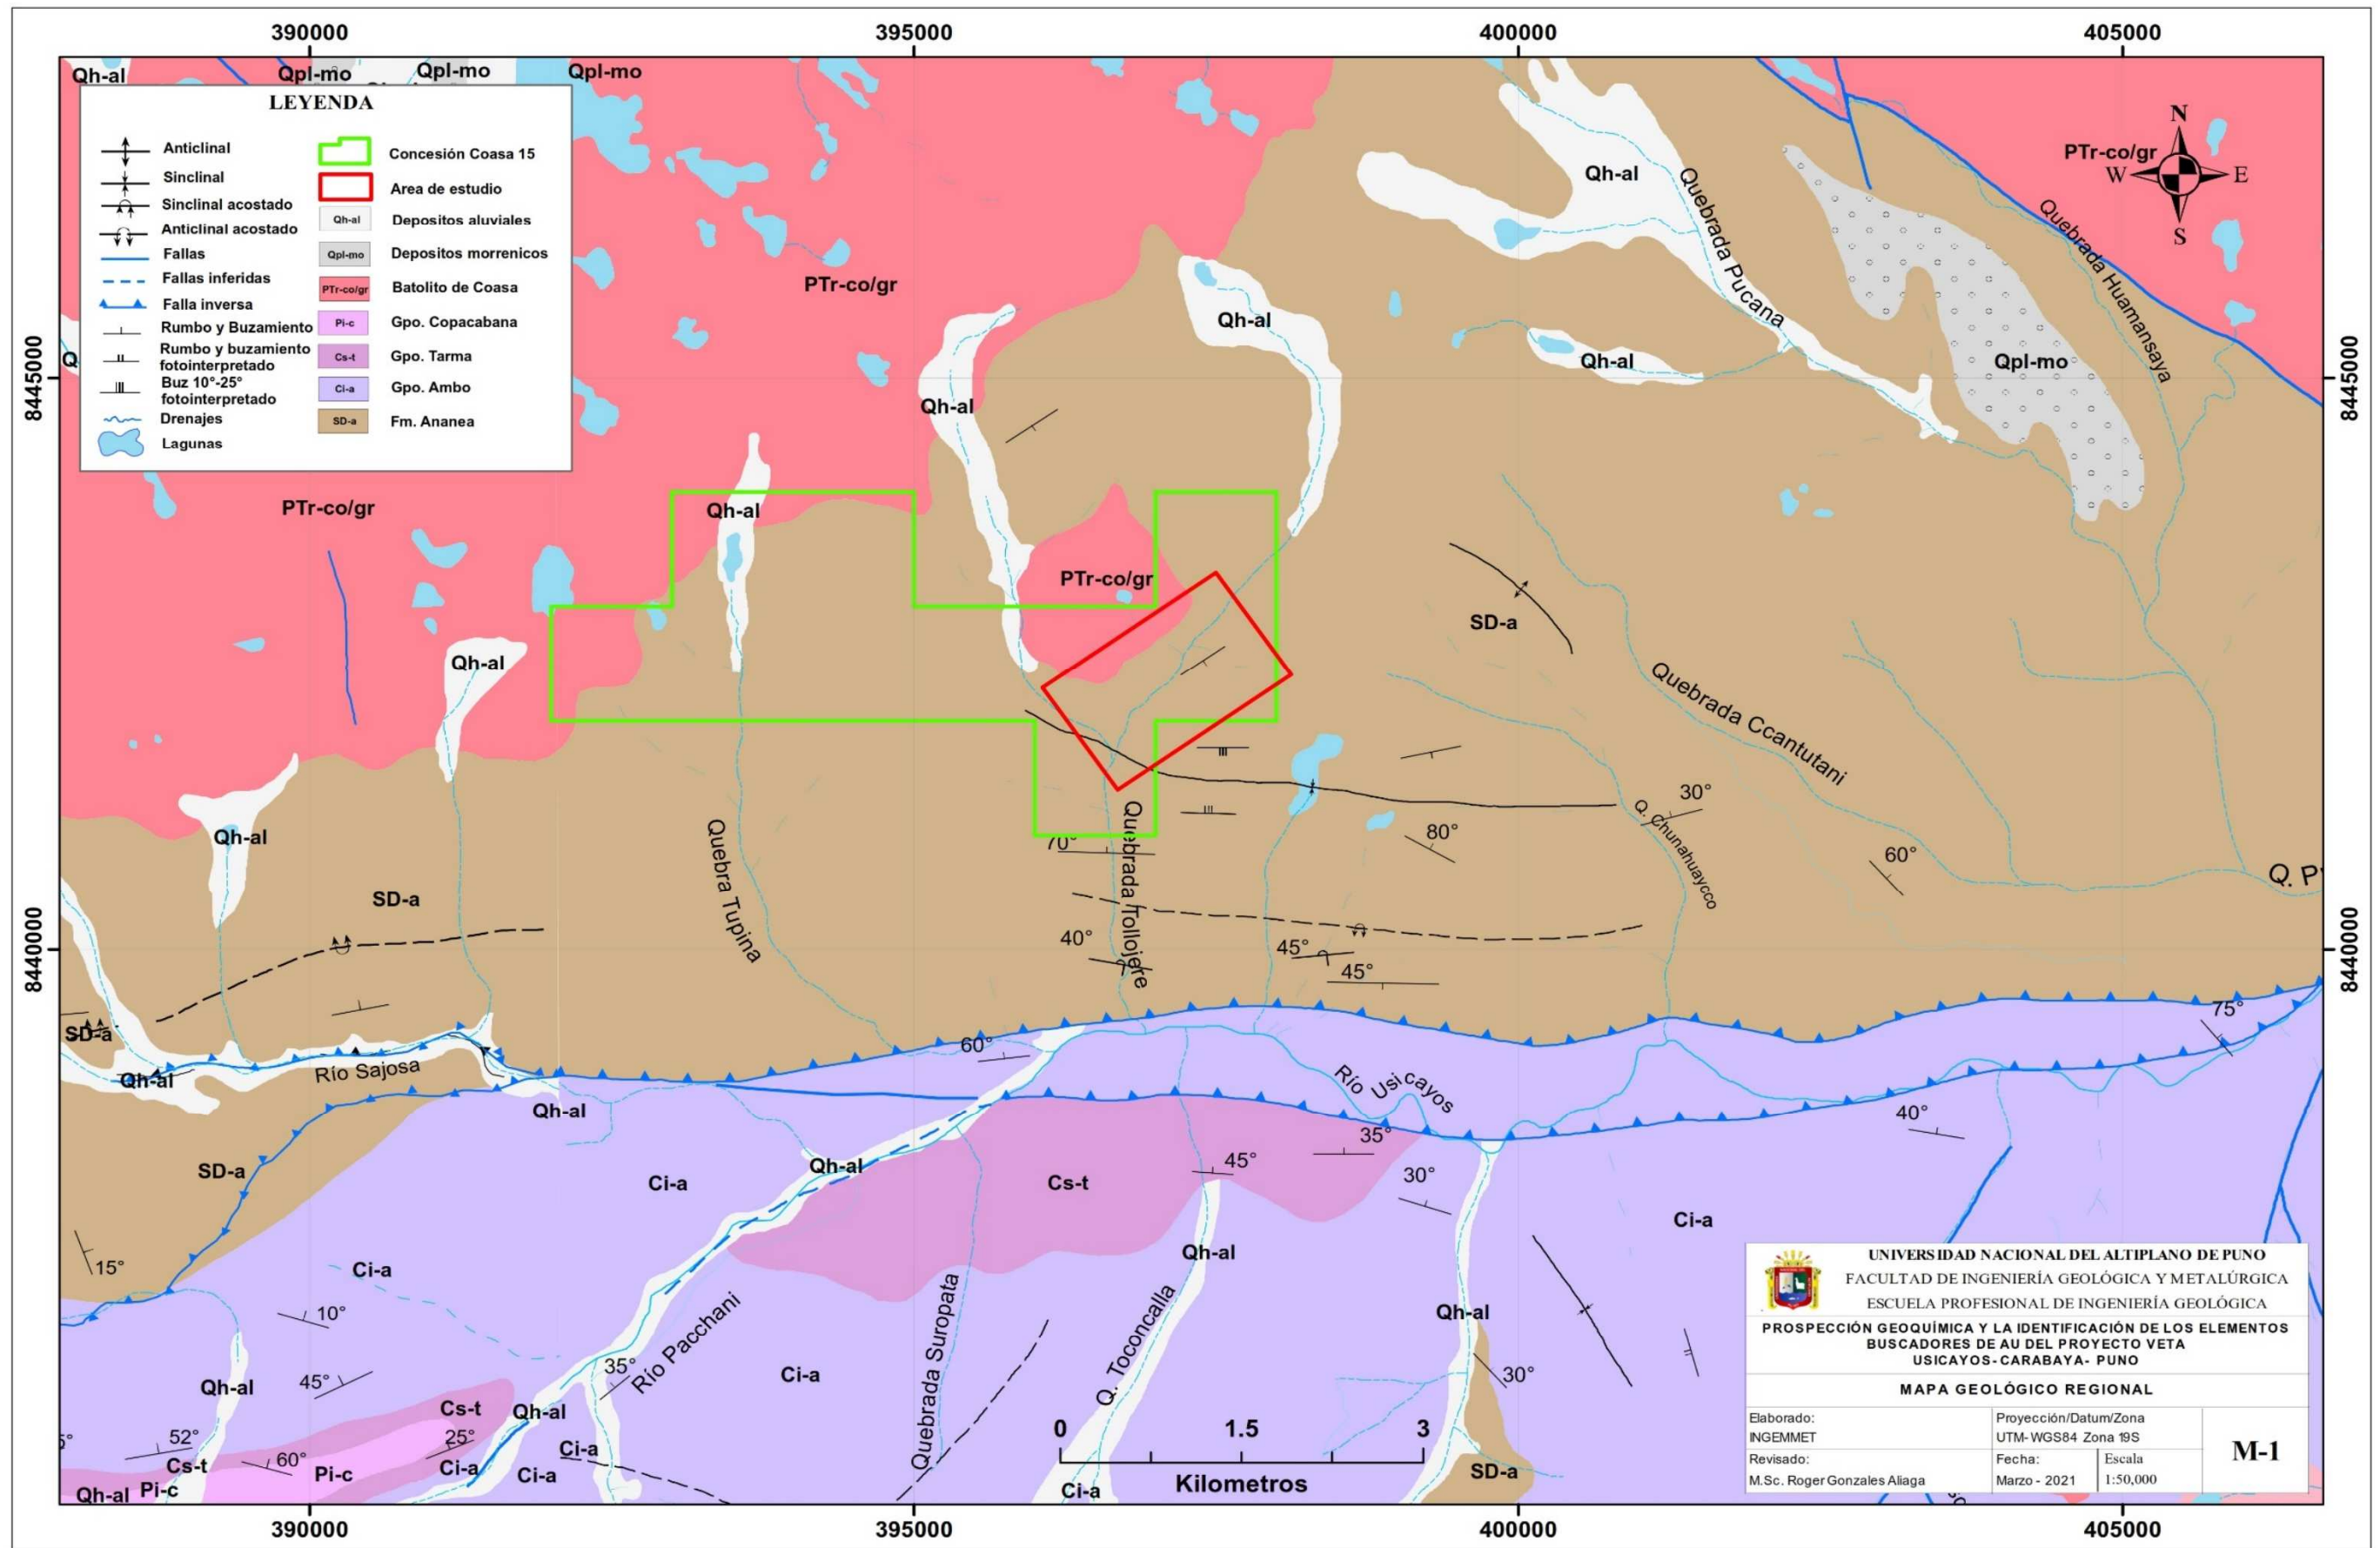 390000
395000
400000
405000
Qh-al
Qpl-mo
Qpl-mo
Qpl-mo
LEYENDA
Anticlinal
Sinclinal
Sinclinal acostado
Anticlinal acostado
Fallas
Fallas inferidas
Falla inversa
Rumbo y Buzamiento
Rumbo y buzamiento
fotointerpretado
Buz 10°-25°
fotointerpretado
Drenajes
Lagunas
Concesión Coasa 15
Area de estudio
Qh-al
Depositos aluviales
Qpl-mo
Depositos morrenicos
PTr-co/gr
Batolito de Coasa
Pi-c
Gpo. Copacabana
Cs-t
Gpo. Tarma
Ci-a
Gpo. Ambo
SD-a
Fm. Ananea
N
W
E
S
PTr-co/gr
Qh-al
Quebrada Pucana
Quebrada Huamansaya
PTr-co/gr
Qh-al
Qh-al
Qpl-mo
8445000
8445000
Q
Qh-al
PTr-co/gr
Qh-al
PTr-co/gr
SD-a
Qh-al
Quebrada Ccantutani
Qh-al
30°
Q. Chunahuayco
80°
70°
60°
Q. P
Quebra Tupina
Quebrada Tollojere
SD-a
8440000
8440000
40°
45°
45°
SD-a
75°
60°
Río Sajosa
Qh-al
Río Usicayos
Qh-al
40°
35°
Qh-al
45°
SD-a
Ci-a
Cs-t
30°
Ci-a
15°
Ci-a
Qh-al
10°
Qh-al
Río Pacchani
Quebrada Suropata
Q. Toconcalla
35°
Ci-a
45°
Qh-al
30°
Cs-t
Qh-al
52°
25°
Ci-a
Cs-t
60°
Pi-c
Ci-a
Ci-a
SD-a
Qh-al
Pi-c
Ci-a
0
1.5
3
Kilometros
UNIVERSIDAD NACIONAL DEL ALTIPLANO DE PUNO
FACULTAD DE INGENIERÍA GEOLÓGICA Y METALÚRGICA
ESCUELA PROFESIONAL DE INGENIERÍA GEOLÓGICA
PROSPECCIÓN GEOQUÍMICA Y LA IDENTIFICACIÓN DE LOS ELEMENTOS
BUSCADORES DE AU DEL PROYECTO VETA
USICAYOS-CARABAYA- PUNO
MAPA GEOLÓGICO REGIONAL
Elaborado:
INGEMMET
Proyección/Datum/Zona
UTM- WGS84 Zona 19S
Revisado:
M.Sc. Roger Gonzales Aliaga
Fecha:
Marzo - 2021
Escala
1:50,000
M-1
390000
395000
400000
405000